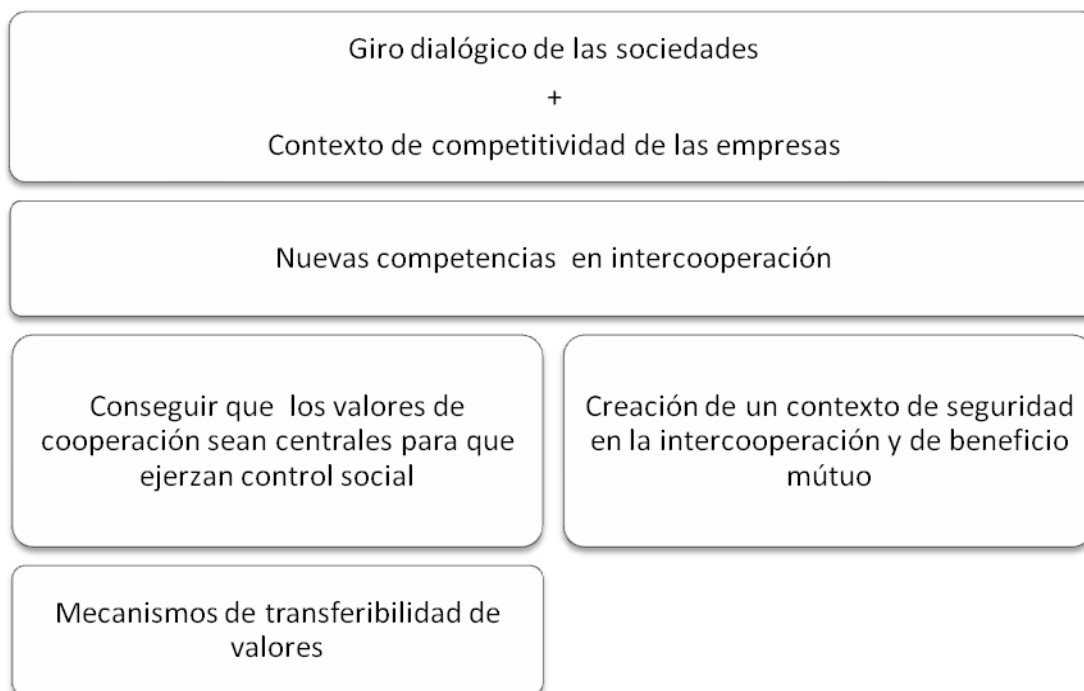 Giro dialógico de las sociedades
+
Contexto de competitividad de las empresas
Nuevas competencias en intercooperación
Conseguir que los valores de
cooperación sean centrales para que
ejerzan control social
Creación de un contexto de seguridad
en la intercooperación y de beneficio
mútuo
Mecanismos de transferibilidad de
valores